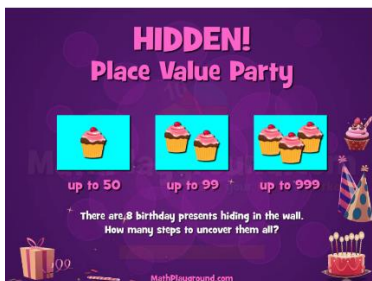 HIDDEN!
Place Value Party
up to 50
up to 99
up to 999
There are 8 birthday presents hiding in the wall.
How many steps to uncover them all?
MathPlayground.com